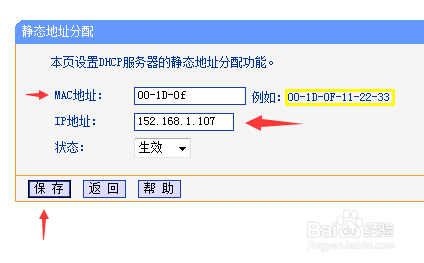 静态地址分配
本页设置DHCP服务器的静态地址分配功能。
MAC地址: 00-1D-0f 例如: 00-1D-0F-11-22-33
IP地址: 152.168.1.107
状态: 生效
保存 返回 帮助
Baidu经验
jingyan.baidu.com